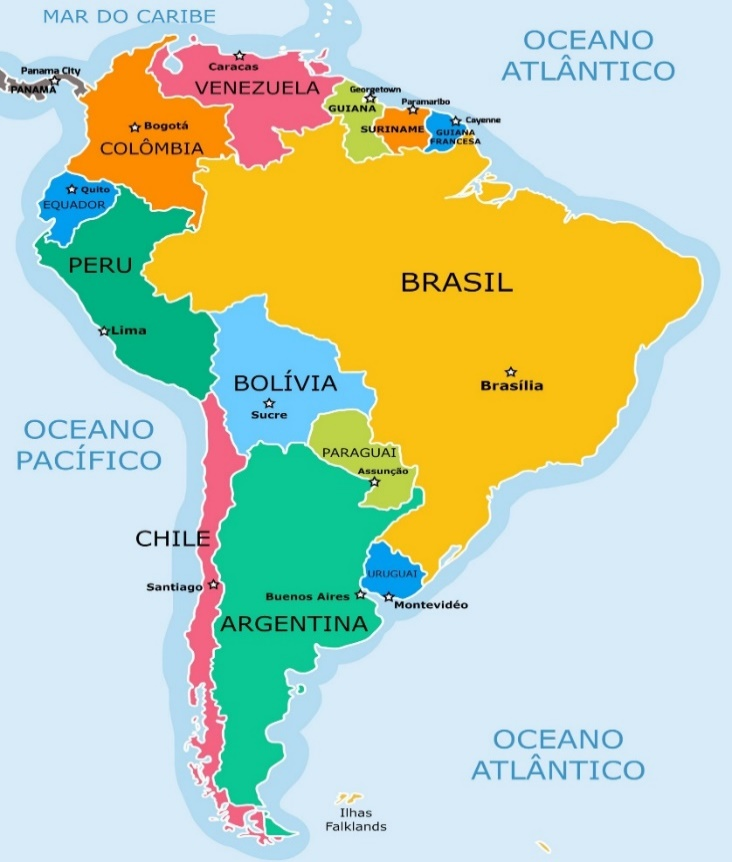 MAR DO CARIBE
OCEANO
ATLÂNTICO
Panama City
PANAMÁ
Caracas
VENEZUELA
Georgetown
GUIANA
Paramaribo
SURINAME
Cayenne
GUIANA
FRANCESA
Bogotá
COLÔMBIA
Quito
EQUADOR
PERU
Lima
BRASIL
Brasília
BOLÍVIA
Sucre
OCEANO
PACÍFICO
PARAGUAI
Assunção
CHILE
Santiago
URUGUAI
Buenos Aires
Montevidéo
ARGENTINA
OCEANO
ATLÂNTICO
Ilhas
Falklands